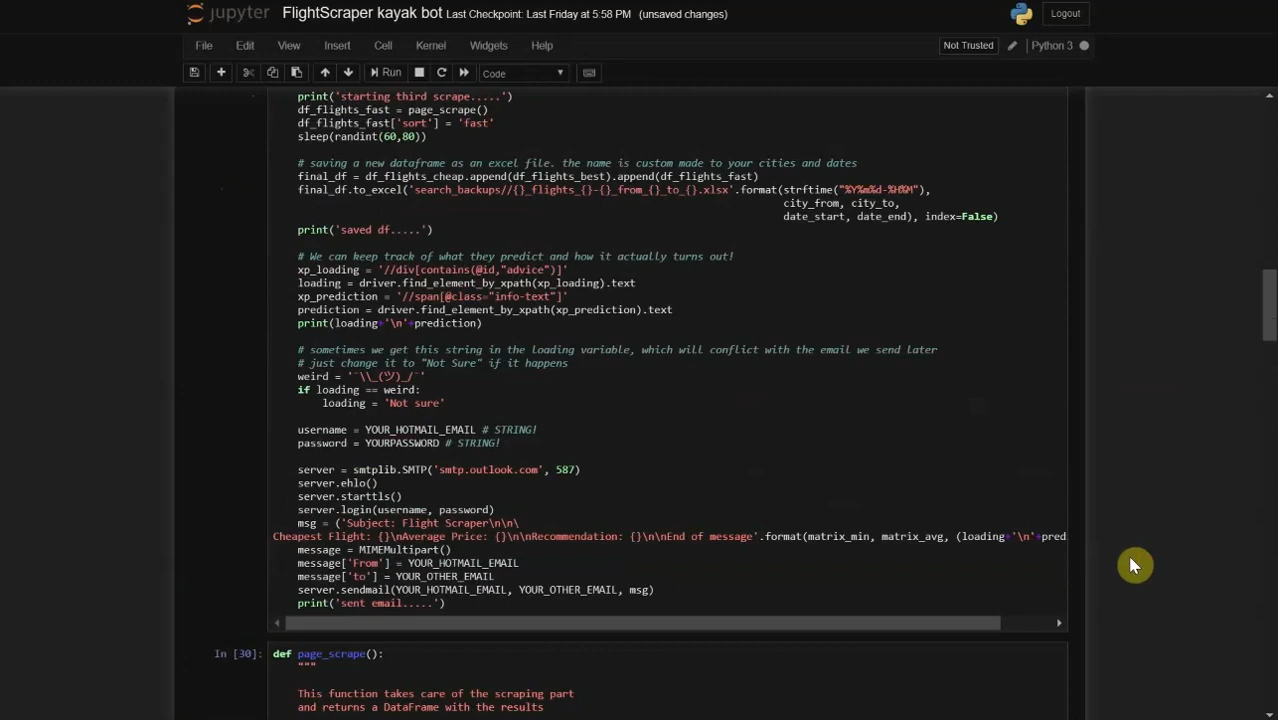 jupyter FlightScraper kayak bot Last Checkpoint: Last Friday at 5:58 PM (unsaved changes) Logout
File Edit View Insert Cell Kernel Widgets Help Not Trusted Python 3
Run Code
print('starting third scrape.....')
df_flights_fast = page_scrape()
df_flights_fast['sort'] = 'fast'
sleep(randint(60,80))
# saving a new dataframe as an excel file. the name is custom made to your cities and dates
final_df = df_flights_cheap.append(df_flights_best).append(df_flights_fast)
final_df.to_excel('search_backups//{}_flights_{}-{}_from_{}_to_{}.xlsx'.format(strftime("%Y%m%d-%H%M"),
city_from, city_to,
date_start, date_end), index=False)
print('saved df.....')
# We can keep track of what they predict and how it actually turns out!
xp_loading = '//div[contains(@id,"advice")]'
loading = driver.find_element_by_xpath(xp_loading).text
xp_prediction = '//span[@class="info-text"]'
prediction = driver.find_element_by_xpath(xp_prediction).text
print(loading+'\n'+prediction)
# sometimes we get this string in the loading variable, which will conflict with the email we send later
# just change it to "Not Sure" if it happens
weird = '¯\\_(ツ)_/¯'
if loading == weird:
loading = 'Not sure'
username = YOUR_HOTMAIL_EMAIL # STRING!
password = YOURPASSWORD # STRING!
server = smtplib.SMTP('smtp.outlook.com', 587)
server.ehlo()
server.starttls()
server.login(username, password)
msg = ('Subject: Flight Scraper\n\n\
Cheapest Flight: {}\nAverage Price: {}\n\nRecommendation: {}\n\nEnd of message'.format(matrix_min, matrix_avg, (loading+'\n'+pred
message = MIMEMultipart()
message['From'] = YOUR_HOTMAIL_EMAIL
message['to'] = YOUR_OTHER_EMAIL
server.sendmail(YOUR_HOTMAIL_EMAIL, YOUR_OTHER_EMAIL, msg)
print('sent email.....')
In [30]: def page_scrape():
"""
This function takes care of the scraping part
and returns a DataFrame with the results